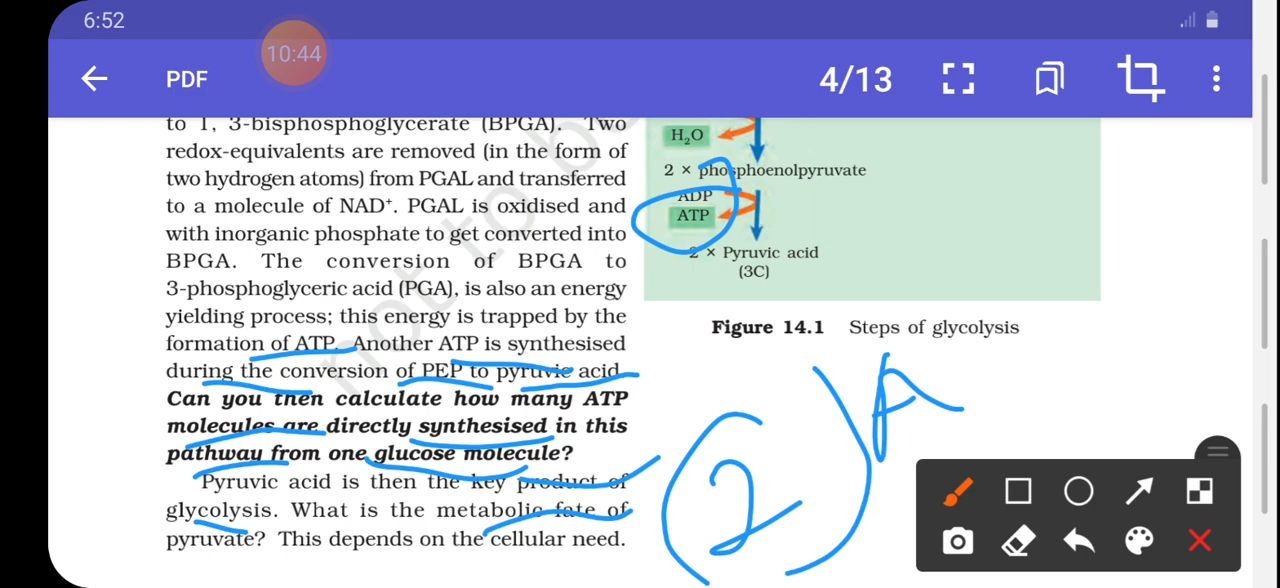 6:52
10:44
PDF
4/13
to 1, 3-bisphosphoglycerate (BPGA). Two
redox-equivalents are removed (in the form of
two hydrogen atoms) from PGAL and transferred
to a molecule of NAD⁺. PGAL is oxidised and
with inorganic phosphate to get converted into
BPGA. The conversion of BPGA to
3-phosphoglyceric acid (PGA), is also an energy
yielding process; this energy is trapped by the
formation of ATP. Another ATP is synthesised
during the conversion of PEP to pyruvic acid.
Can you then calculate how many ATP
molecules are directly synthesised in this
pathway from one glucose molecule?
Pyruvic acid is then the key product of
glycolysis. What is the metabolic fate of
pyruvate? This depends on the cellular need.
H₂O
2 × phosphoenolpyruvate
ADP
ATP
2 × Pyruvic acid
(3C)
Figure 14.1 Steps of glycolysis
(2)
not to be